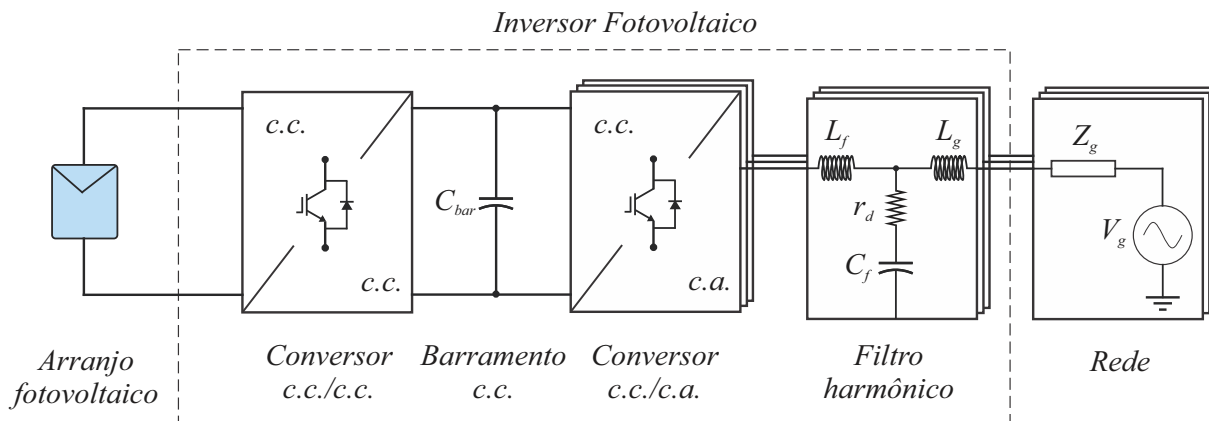 Inversor Fotovoltaico
c.c.
c.c.
C_bar
c.c.
c.a.
L_f
L_g
r_d
C_f
Z_g
V_g
Arranjo
fotovoltaico
Conversor
c.c./c.c.
Barramento
c.c.
Conversor
c.c./c.a.
Filtro
harmônico
Rede